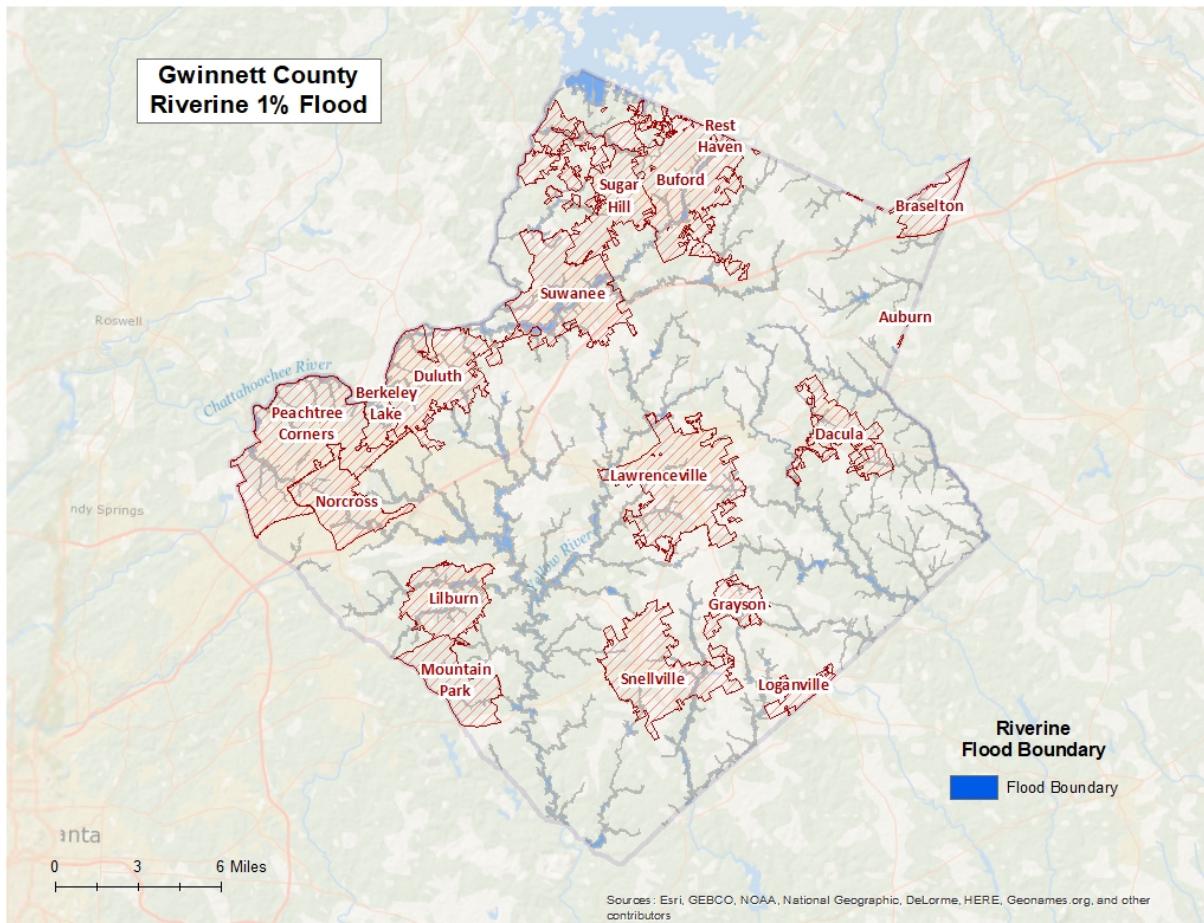 Gwinnett County
Riverine 1% Flood
Rest
Haven
Sugar
Hill
Buford
Braselton
Suwanee
Auburn
Roswell
Chattahoochee River
Duluth
Berkeley
Lake
Peachtree
Corners
Dacula
Lawrenceville
Norcross
ndy Springs
Yellow River
Lilburn
Grayson
Mountain
Park
Snellville
Loganville
Riverine
Flood Boundary
Flood Boundary
anta
0 3 6 Miles
Sources: Esri, GEBCO, NOAA, National Geographic, DeLorme, HERE, Geonames.org, and other
contributors